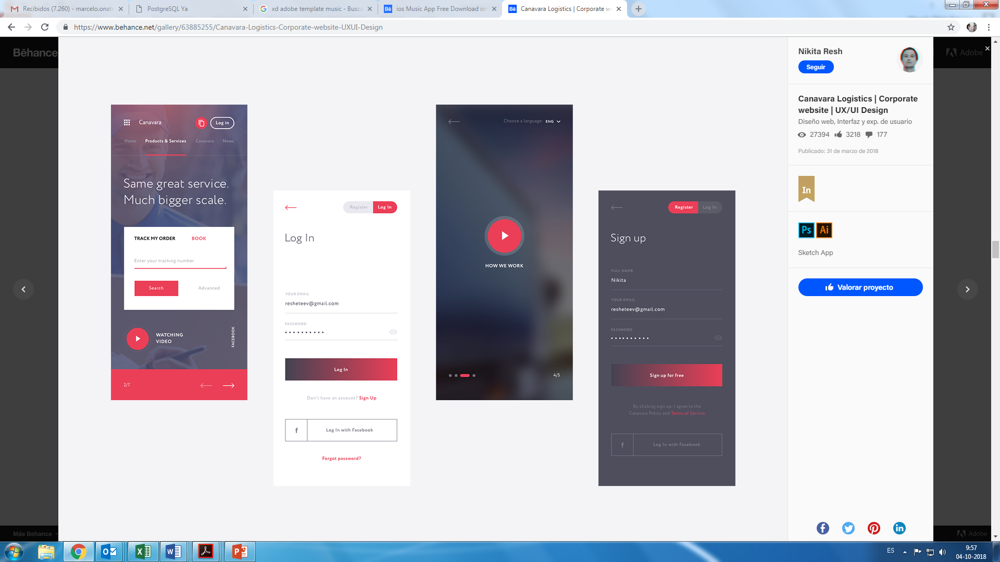 Recibidos (7.260) - marcelo.onate
PostgreSQL Ya
xd adobe template music - Busca
ios Music App Free Download on
Canavara Logistics | Corporate w
https://www.behance.net/gallery/63885255/Canavara-Logistics-Corporate-website-UXUI-Design
Bēhance
Adobe
Nikita Resh
Seguir
Canavara Logistics | Corporate
website | UX/UI Design
Diseño web, Interfaz y exp. de usuario
27394 3218 177
Publicado: 31 de marzo de 2018
In
Ps Ai
Sketch App
Valorar proyecto
Canavara
Log in
Home Products & Services Canavara News
Same great service.
Much bigger scale.
TRACK MY ORDER BOOK
Enter your tracking number
Search Advanced
WATCHING
VIDEO
FACEBOOK
2/7
Register Log In
Log In
YOUR EMAIL
resheteev@gmail.com
PASSWORD
Log In
Don't have an account? Sign Up
f Log In with Facebook
Forgot password?
Choose a language: ENG
HOW WE WORK
4/5
Register Log In
Sign up
FULL NAME
Nikita
YOUR EMAIL
resheteev@gmail.com
PASSWORD
Sign up for free
By clicking sign up, I agree to the
Canavara Policy and Terms of Service
f Log In with Facebook
Más Behance
Adobe
ES
9:57
04-10-2018